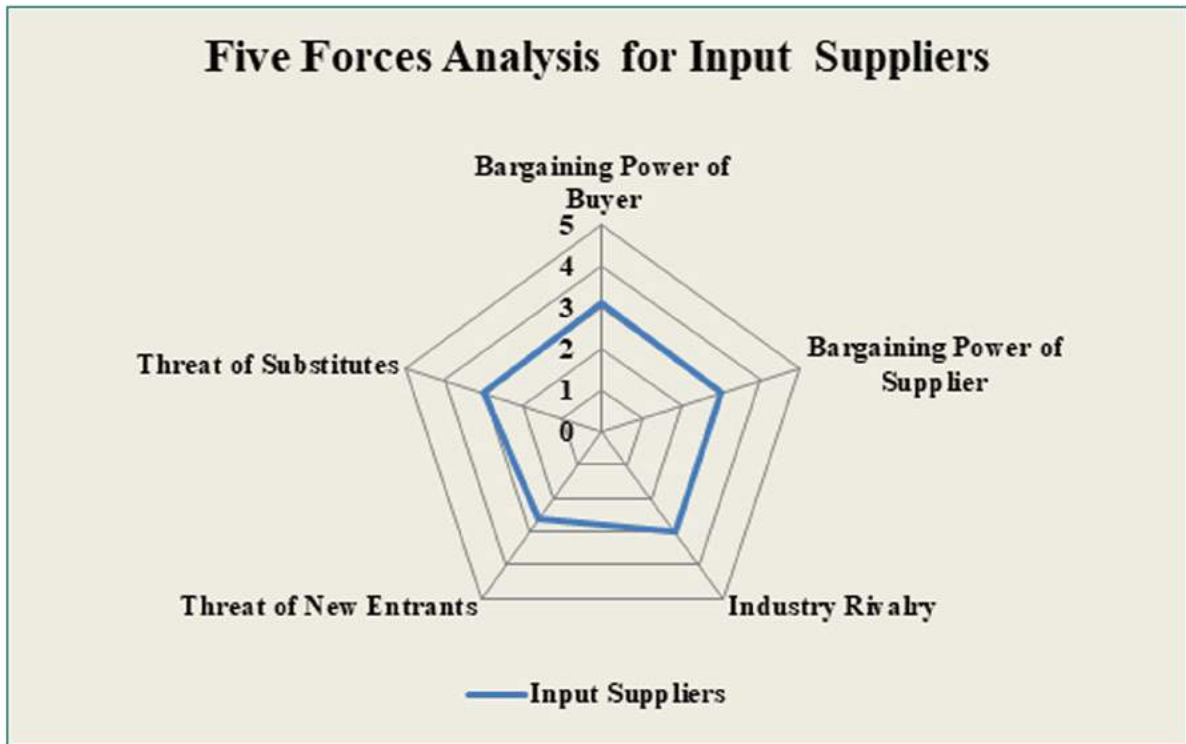 Five Forces Analysis for Input Suppliers
Bargaining Power of
Buyer
5
4
3
2
1
0
Bargaining Power of
Supplier
Threat of Substitutes
Threat of New Entrants
Industry Rivalry
Input Suppliers